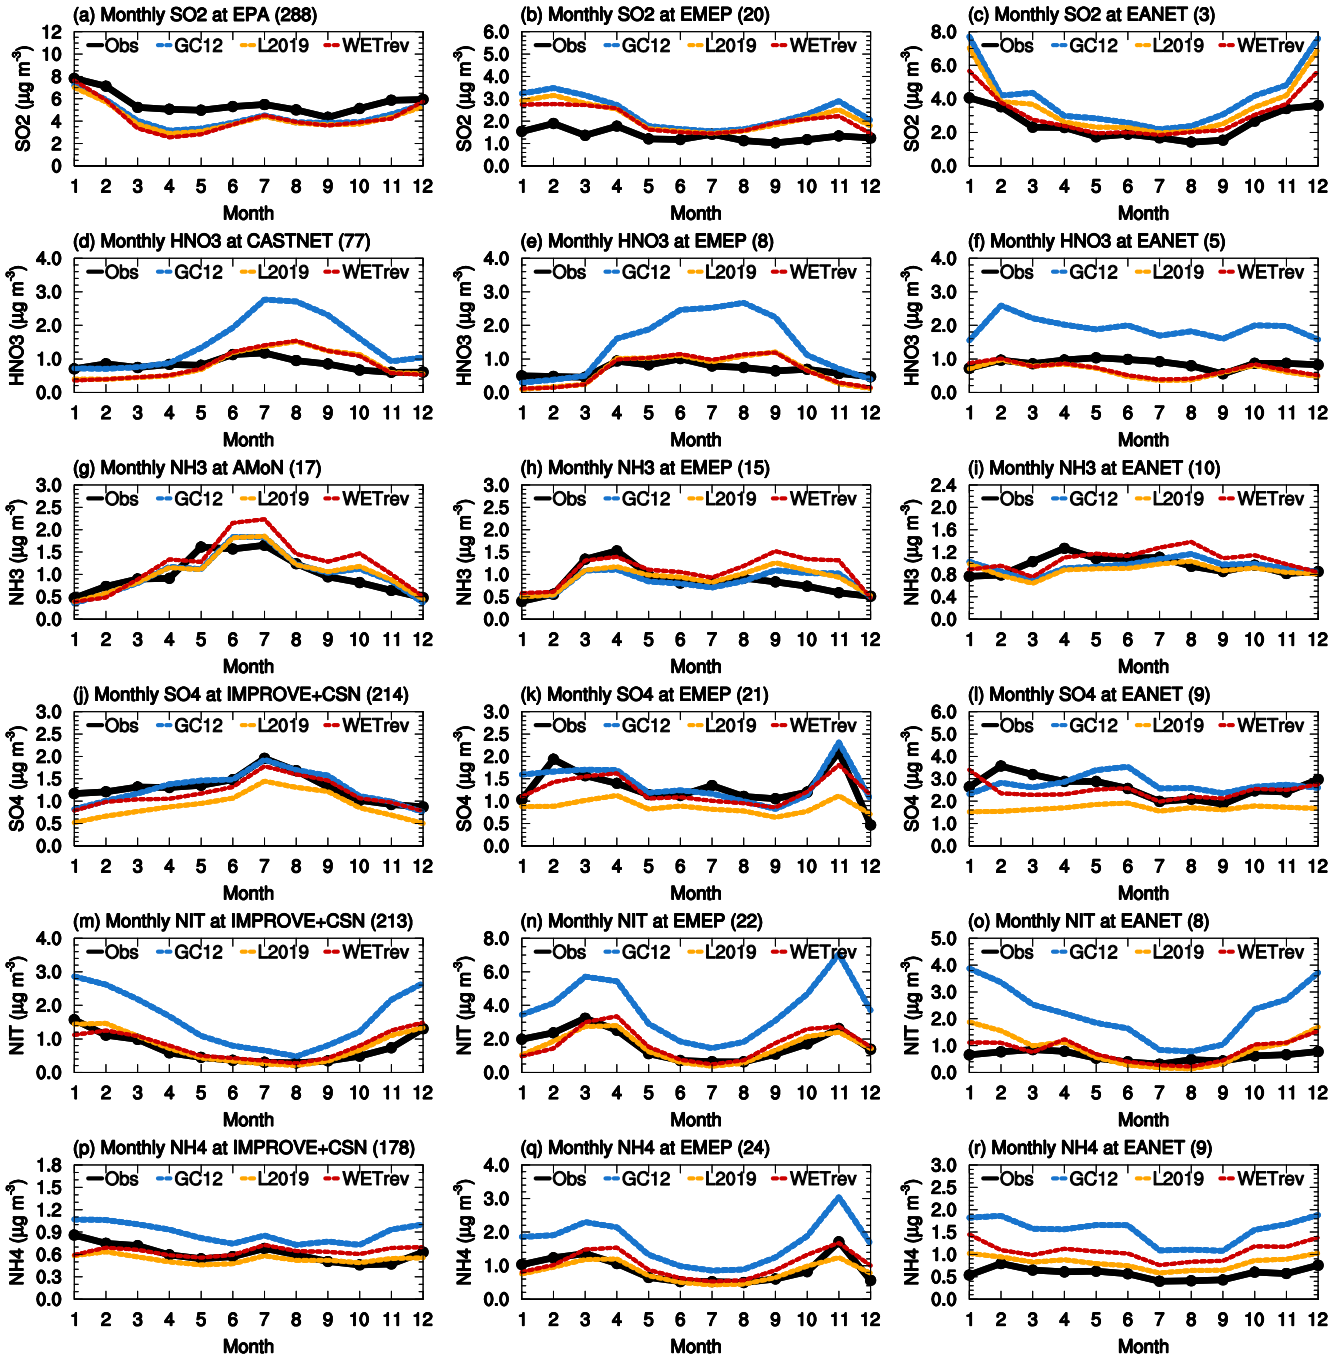 (a) Monthly SO2 at EPA (288)
Obs GC12 L2019 WETrev
SO2 (µg m-3)
12
10
8
6
4
2
0
1 2 3 4 5 6 7 8 9 10 11 12
Month
(b) Monthly SO2 at EMEP (20)
Obs GC12 L2019 WETrev
SO2 (µg m-3)
6.0
5.0
4.0
3.0
2.0
1.0
0.0
1 2 3 4 5 6 7 8 9 10 11 12
Month
(c) Monthly SO2 at EANET (3)
Obs GC12 L2019 WETrev
SO2 (µg m-3)
8.0
6.0
4.0
2.0
0.0
1 2 3 4 5 6 7 8 9 10 11 12
Month
(d) Monthly HNO3 at CASTNET (77)
Obs GC12 L2019 WETrev
HNO3 (µg m-3)
4.0
3.0
2.0
1.0
0.0
1 2 3 4 5 6 7 8 9 10 11 12
Month
(e) Monthly HNO3 at EMEP (8)
Obs GC12 L2019 WETrev
HNO3 (µg m-3)
4.0
3.0
2.0
1.0
0.0
1 2 3 4 5 6 7 8 9 10 11 12
Month
(f) Monthly HNO3 at EANET (5)
Obs GC12 L2019 WETrev
HNO3 (µg m-3)
4.0
3.0
2.0
1.0
0.0
1 2 3 4 5 6 7 8 9 10 11 12
Month
(g) Monthly NH3 at AMoN (17)
Obs GC12 L2019 WETrev
NH3 (µg m-3)
3.0
2.5
2.0
1.5
1.0
0.5
0.0
1 2 3 4 5 6 7 8 9 10 11 12
Month
(h) Monthly NH3 at EMEP (15)
Obs GC12 L2019 WETrev
NH3 (µg m-3)
3.0
2.5
2.0
1.5
1.0
0.5
0.0
1 2 3 4 5 6 7 8 9 10 11 12
Month
(i) Monthly NH3 at EANET (10)
Obs GC12 L2019 WETrev
NH3 (µg m-3)
2.4
2.0
1.6
1.2
0.8
0.4
0.0
1 2 3 4 5 6 7 8 9 10 11 12
Month
(j) Monthly SO4 at IMPROVE+CSN (214)
Obs GC12 L2019 WETrev
SO4 (µg m-3)
3.0
2.5
2.0
1.5
1.0
0.5
0.0
1 2 3 4 5 6 7 8 9 10 11 12
Month
(k) Monthly SO4 at EMEP (21)
Obs GC12 L2019 WETrev
SO4 (µg m-3)
3.0
2.5
2.0
1.5
1.0
0.5
0.0
1 2 3 4 5 6 7 8 9 10 11 12
Month
(l) Monthly SO4 at EANET (9)
Obs GC12 L2019 WETrev
SO4 (µg m-3)
6.0
5.0
4.0
3.0
2.0
1.0
0.0
1 2 3 4 5 6 7 8 9 10 11 12
Month
(m) Monthly NIT at IMPROVE+CSN (213)
Obs GC12 L2019 WETrev
NIT (µg m-3)
4.0
3.0
2.0
1.0
0.0
1 2 3 4 5 6 7 8 9 10 11 12
Month
(n) Monthly NIT at EMEP (22)
Obs GC12 L2019 WETrev
NIT (µg m-3)
8.0
6.0
4.0
2.0
0.0
1 2 3 4 5 6 7 8 9 10 11 12
Month
(o) Monthly NIT at EANET (8)
Obs GC12 L2019 WETrev
NIT (µg m-3)
5.0
4.0
3.0
2.0
1.0
0.0
1 2 3 4 5 6 7 8 9 10 11 12
Month
(p) Monthly NH4 at IMPROVE+CSN (178)
Obs GC12 L2019 WETrev
NH4 (µg m-3)
1.8
1.5
1.2
0.9
0.6
0.3
0.0
1 2 3 4 5 6 7 8 9 10 11 12
Month
(q) Monthly NH4 at EMEP (24)
Obs GC12 L2019 WETrev
NH4 (µg m-3)
4.0
3.0
2.0
1.0
0.0
1 2 3 4 5 6 7 8 9 10 11 12
Month
(r) Monthly NH4 at EANET (9)
Obs GC12 L2019 WETrev
NH4 (µg m-3)
3.0
2.5
2.0
1.5
1.0
0.5
0.0
1 2 3 4 5 6 7 8 9 10 11 12
Month